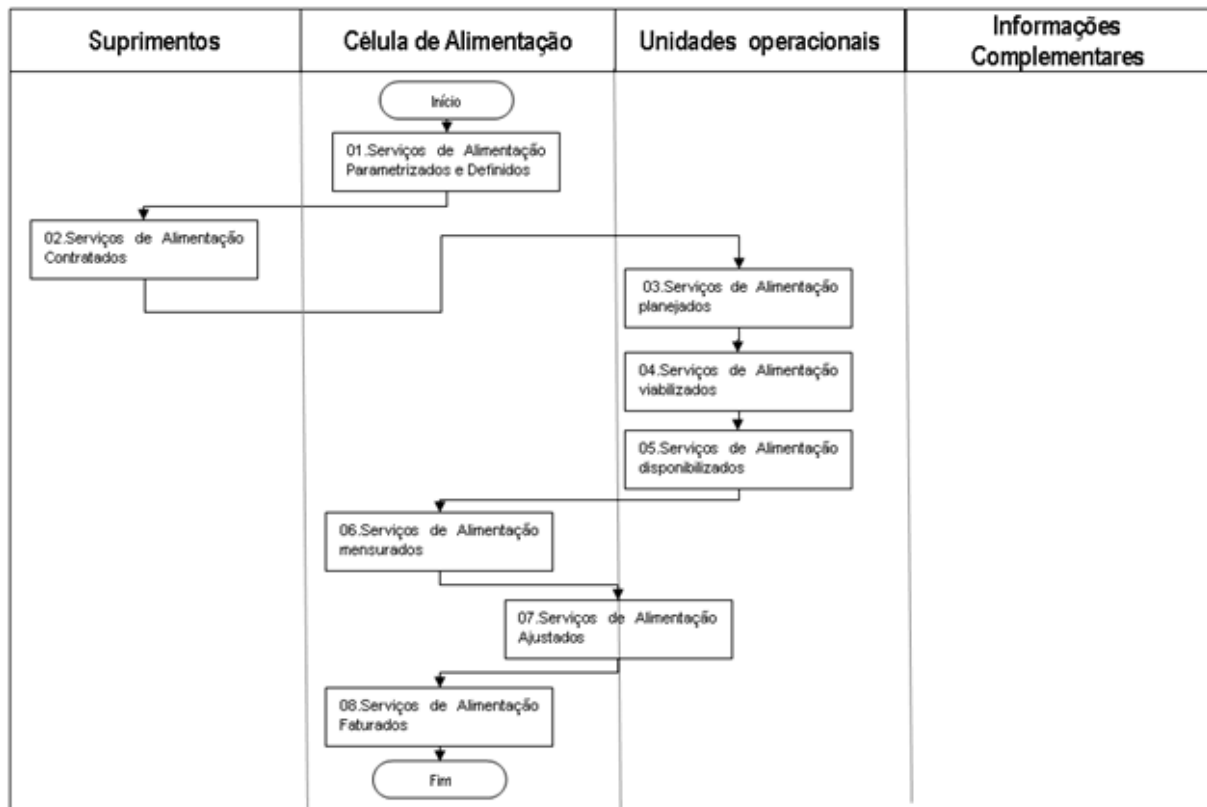 Suprimentos
Célula de Alimentação
Unidades operacionais
Informações
Complementares
Início
01.Serviços de Alimentação
Parametrizados e Definidos
02.Serviços de Alimentação
Contratados
03.Serviços de Alimentação
planejados
04.Serviços de Alimentação
viabilizados
05.Serviços de Alimentação
disponibilizados
06.Serviços de Alimentação
mensurados
07.Serviços de Alimentação
Ajustados
08.Serviços de Alimentação
Faturados
Fim